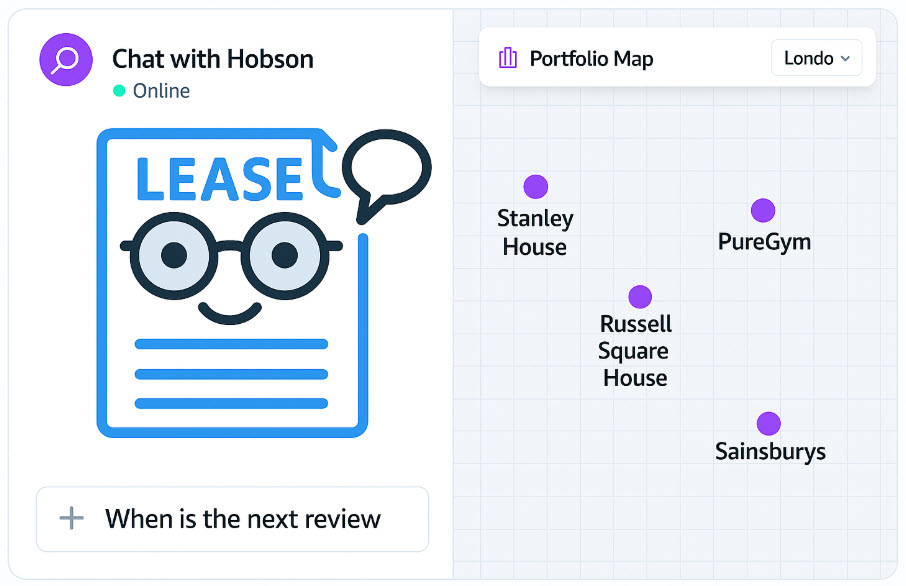 Chat with Hobson
Online
LEASE
When is the next review
Portfolio Map
Londo
Stanley
House
PureGym
Russell
Square
House
Sainsburys